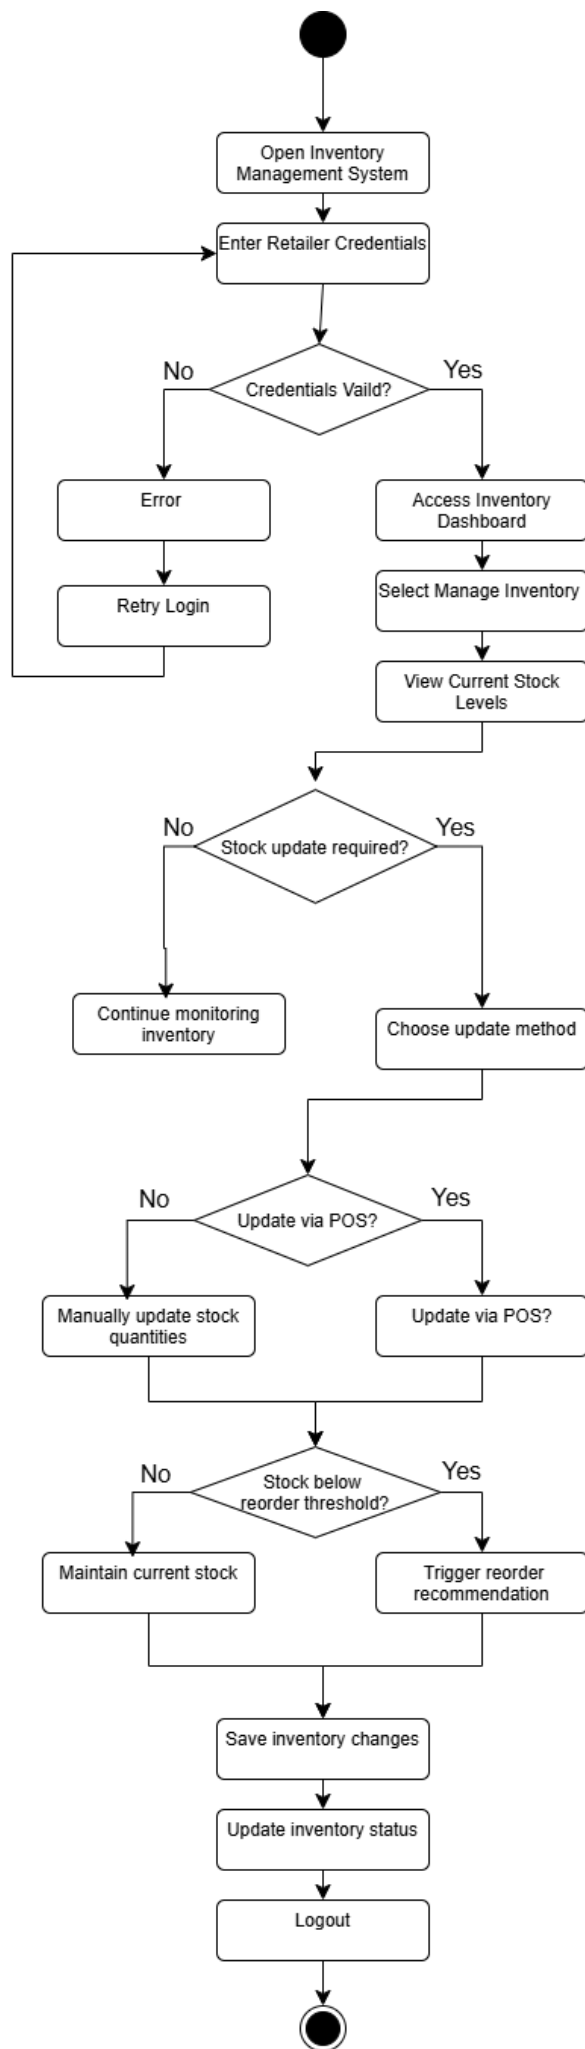 Open Inventory
Management System
Enter Retailer Credentials
No
Yes
Credentials Vaild?
Error
Access Inventory
Dashboard
Retry Login
Select Manage Inventory
View Current Stock
Levels
No
Yes
Stock update required?
Continue monitoring
inventory
Choose update method
No
Yes
Update via POS?
Manually update stock
quantities
Update via POS?
No
Yes
Stock below
reorder threshold?
Maintain current stock
Trigger reorder
recommendation
Save inventory changes
Update inventory status
Logout